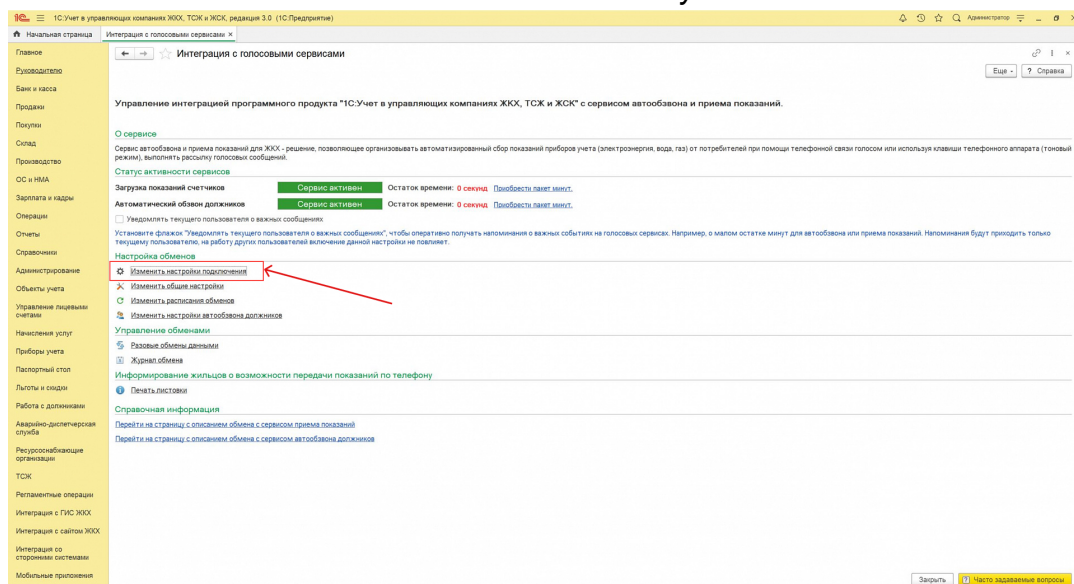 1С:Учет в управляющих компаниях ЖКХ, ТСЖ и ЖСК, редакция 3.0 (1С:Предприятие)
Администратор
Начальная страница
Интеграция с голосовыми сервисами ×
Главное
Руководителю
Банк и касса
Продажи
Покупки
Склад
Производство
ОС и НМА
Зарплата и кадры
Операции
Отчеты
Справочники
Администрирование
Объекты учета
Управление лицевыми
счетами
Начисления услуг
Приборы учета
Паспортный стол
Льготы и скидки
Работа с должниками
Аварийно-диспетчерская
служба
Ресурсоснабжающие
организации
ТСЖ
Регламентные операции
Интеграция с ГИС ЖКХ
Интеграция с сайтом ЖКХ
Интеграция со
сторонними системами
Мобильные приложения
Интеграция с голосовыми сервисами
Еще
? Справка
Управление интеграцией программного продукта "1С:Учет в управляющих компаниях ЖКХ, ТСЖ и ЖСК" с сервисом автообзвона и приема показаний.
О сервисе
Сервис автообзвона и приема показаний для ЖКХ - решение, позволяющее организовывать автоматизированный сбор показаний приборов учета (электроэнергия, вода, газ) от потребителей при помощи телефонной связи голосом или используя клавиши телефонного аппарата (тоновый
режим), выполнять рассылку голосовых сообщений.
Статус активности сервисов
Загрузка показаний счетчиков Сервис активен Остаток времени: 0 секунд Приобрести пакет минут.
Автоматический обзвон должников Сервис активен Остаток времени: 0 секунд Приобрести пакет минут.
Уведомлять текущего пользователя о важных сообщениях
Установите флажок "Уведомлять текущего пользователя о важных сообщениях", чтобы оперативно получать напоминания о важных событиях на голосовых сервисах. Например, о малом остатке минут для автообзвона или приема показаний. Напоминания будут приходить только
текущему пользователю, на работу других пользователей включение данной настройки не повлияет.
Настройка обменов
Изменить настройки подключения
Изменить общие настройки
Изменить расписания обменов
Изменить настройки автообзвона должников
Управление обменами
Разовые обмены данными
Журнал обмена
Информирование жильцов о возможности передачи показаний по телефону
Печать листовки
Справочная информация
Перейти на страницу с описанием обмена с сервисом приема показаний
Перейти на страницу с описанием обмена с сервисом автообзвона должников
Закрыть
? Часто задаваемые вопросы